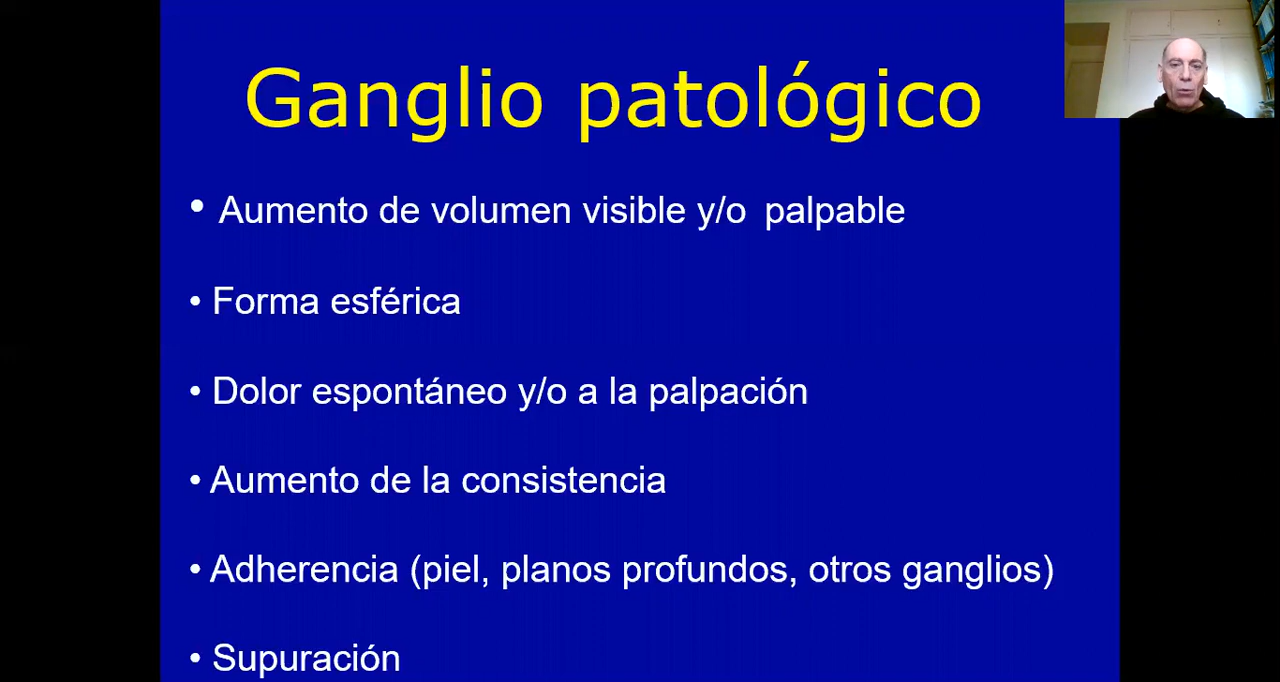 Ganglio patológico
• Aumento de volumen visible y/o palpable
• Forma esférica
• Dolor espontáneo y/o a la palpación
• Aumento de la consistencia
• Adherencia (piel, planos profundos, otros ganglios)
• Supuración